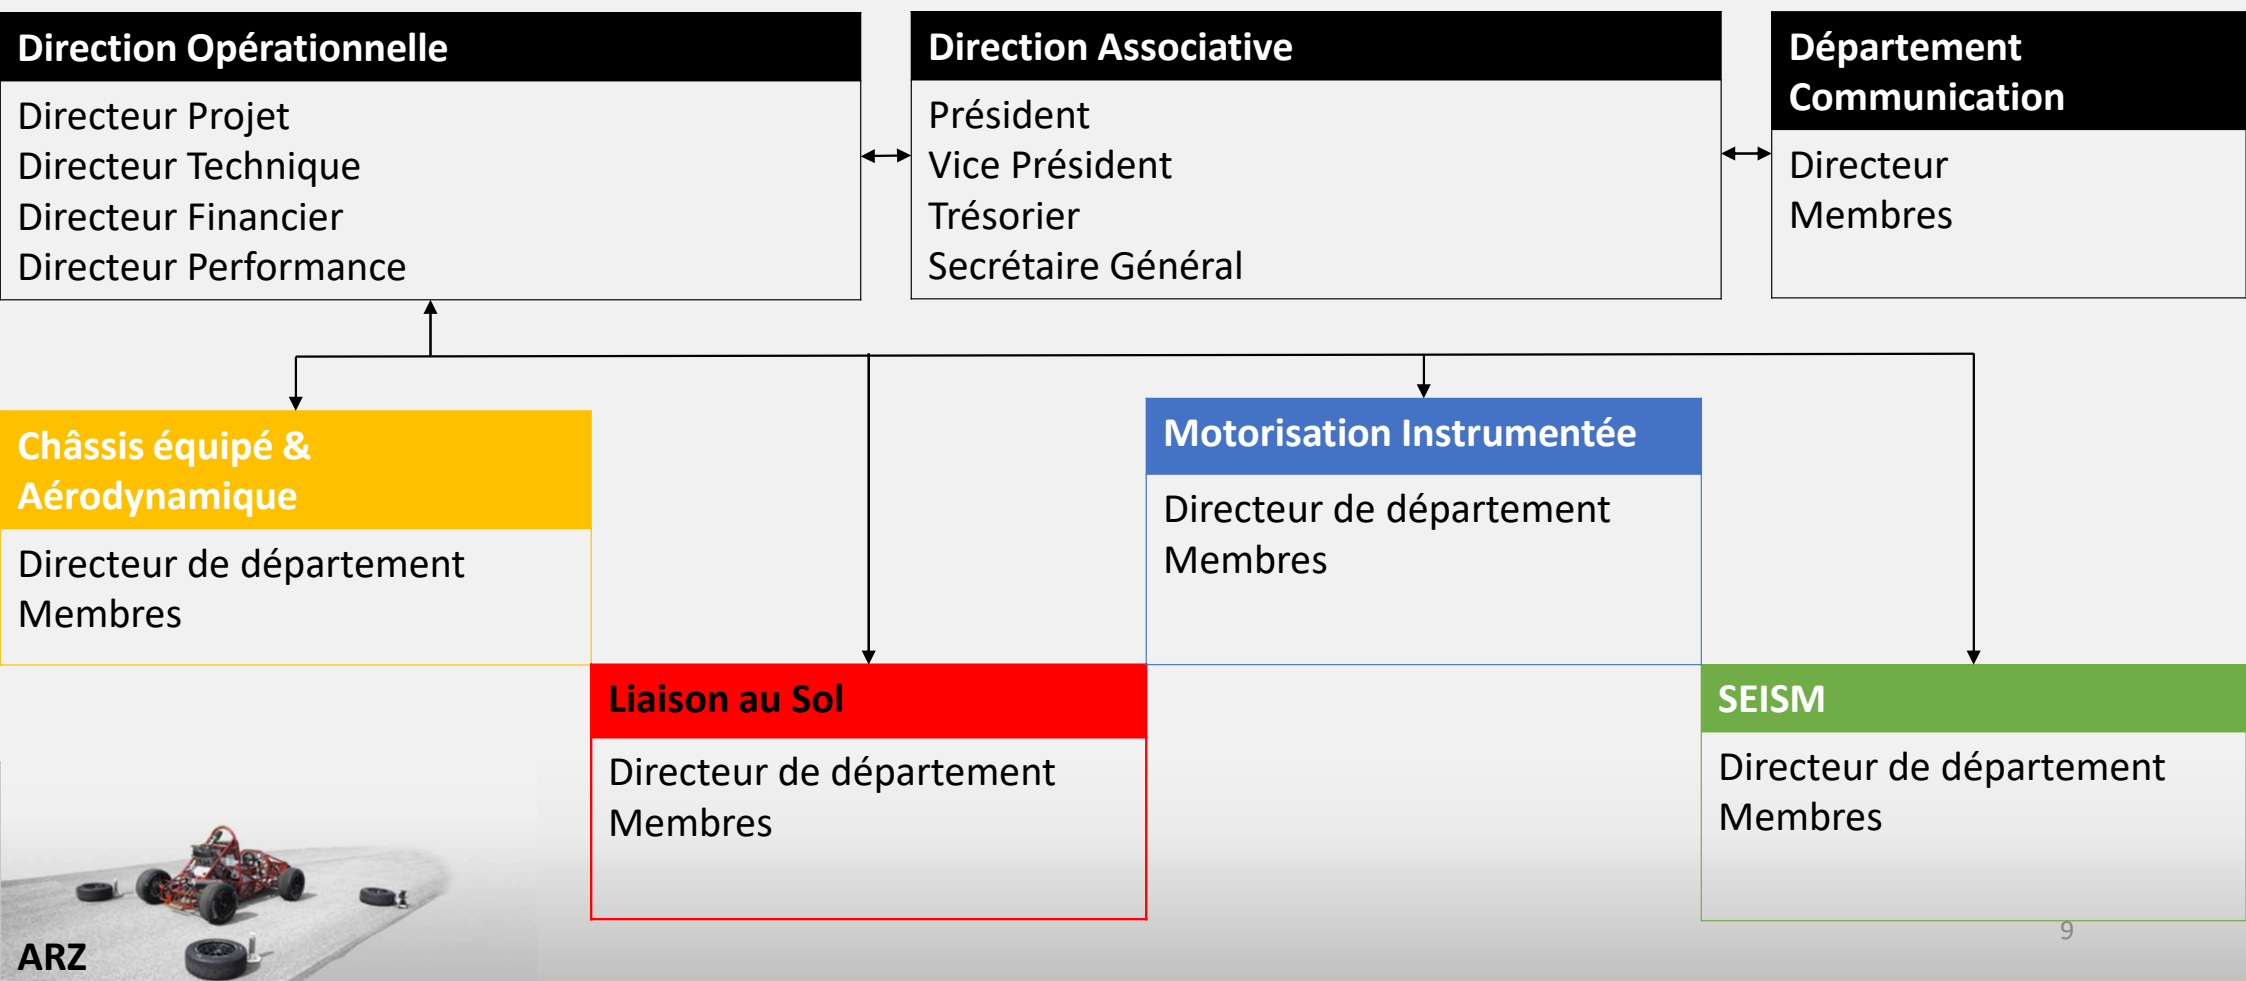 Direction Opérationnelle
Directeur Projet
Directeur Technique
Directeur Financier
Directeur Performance
Direction Associative
Président
Vice Président
Trésorier
Secrétaire Général
Département
Communication
Directeur
Membres
Châssis équipé &
Aérodynamique
Directeur de département
Membres
Liaison au Sol
Directeur de département
Membres
Motorisation Instrumentée
Directeur de département
Membres
SEISM
Directeur de département
Membres
ARZ
9